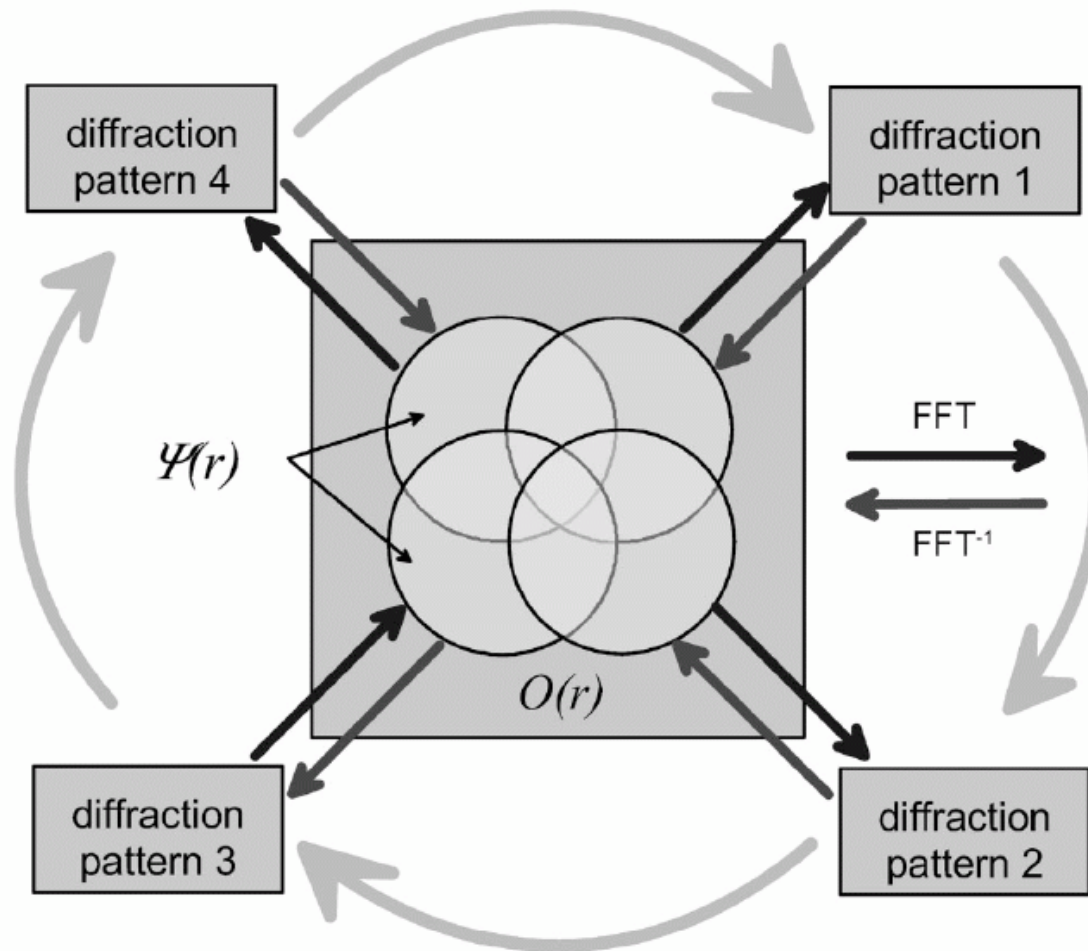 diffraction
pattern 4
diffraction
pattern 1
FFT
Ψ(r)
FFT⁻¹
O(r)
diffraction
pattern 3
diffraction
pattern 2